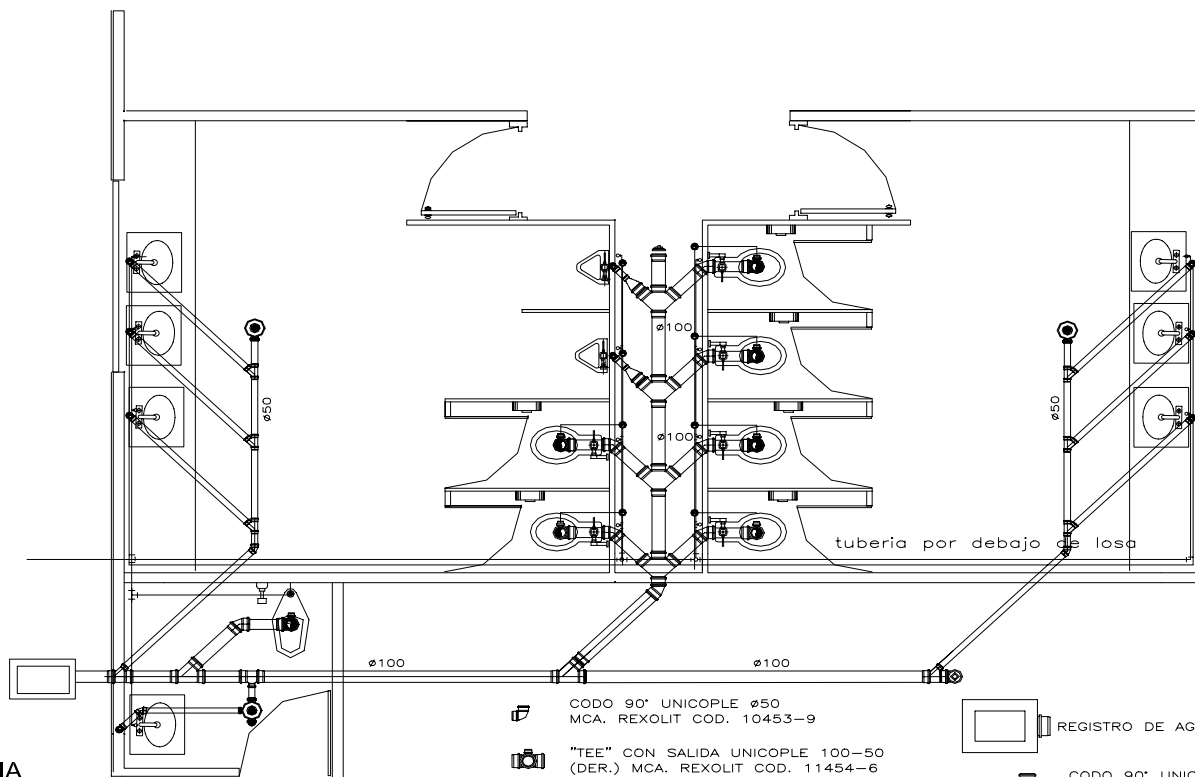 ø100
ø100
ø50
ø50
tuberia por debajo de losa
ø100
ø100
CODO 90° UNICOPLE ø50
MCA. REXOLIT COD. 10453-9
REGISTRO DE AG
"TEE" CON SALIDA UNICOPLE 100-50
(DER.) MCA. REXOLIT COD. 11454-6
CODO 90° UNIC